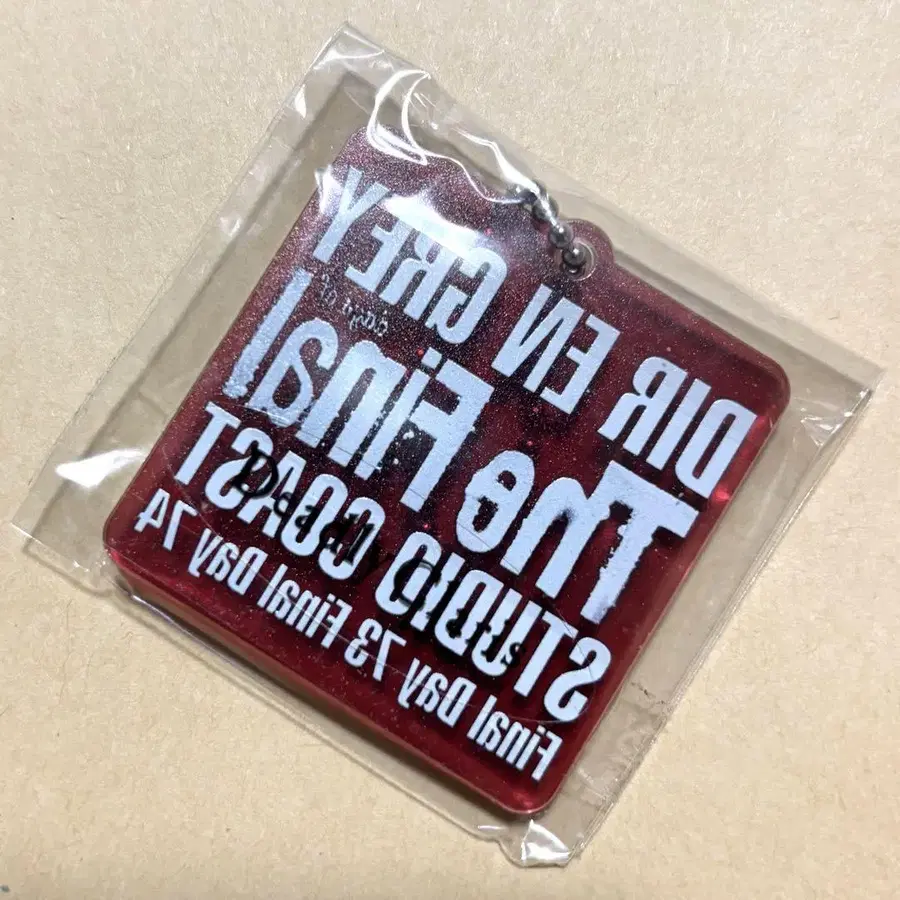 DIR EN GREY
The Final
STUDIO COAST
Final Day 73 Final Day 74